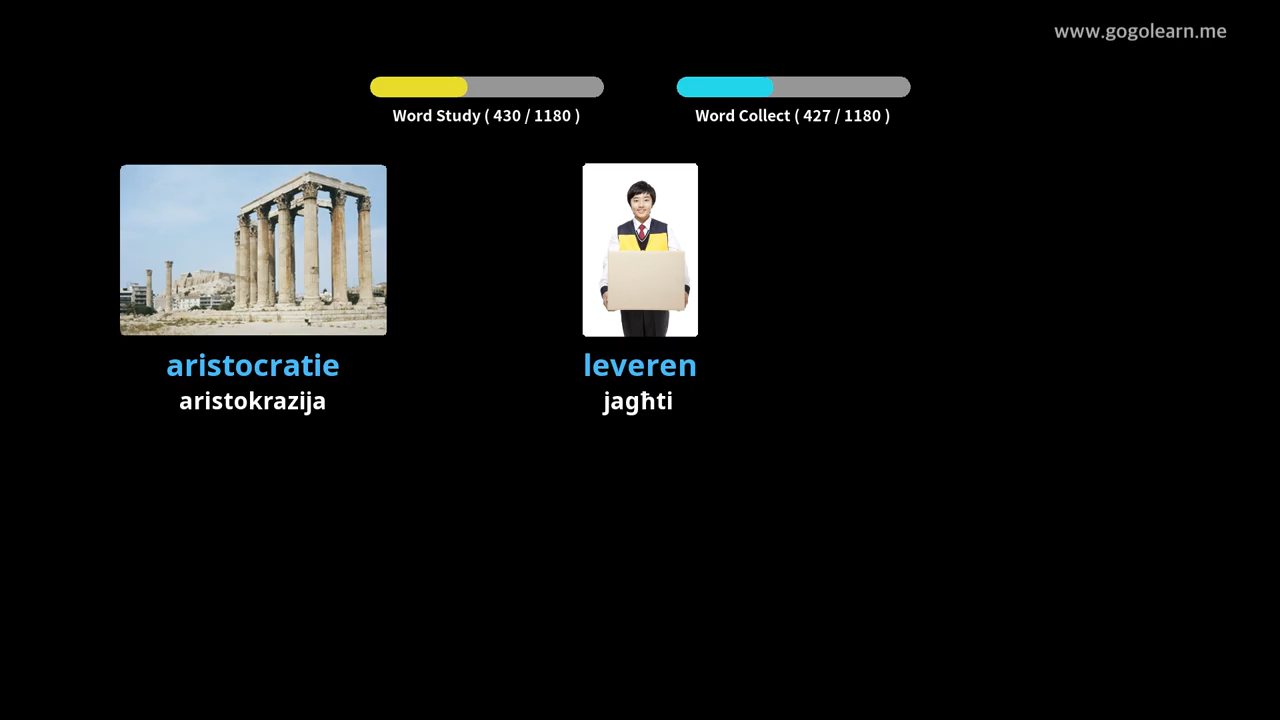 www.gogolearn.me
Word Study ( 430 / 1180 )
Word Collect ( 427 / 1180 )
aristocratie
aristokrazija
leveren
jagħti